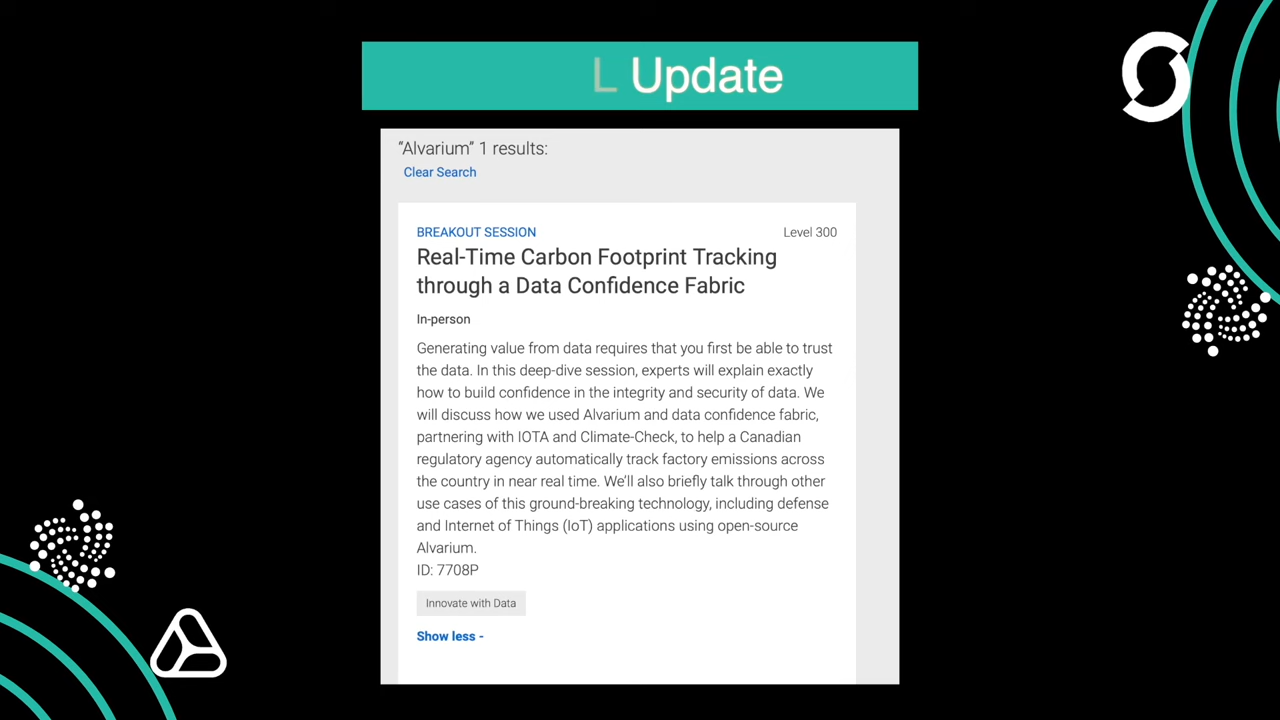 L Update
“Alvarium” 1 results:
Clear Search
BREAKOUT SESSION
Level 300
Real-Time Carbon Footprint Tracking
through a Data Confidence Fabric
In-person
Generating value from data requires that you first be able to trust
the data. In this deep-dive session, experts will explain exactly
how to build confidence in the integrity and security of data. We
will discuss how we used Alvarium and data confidence fabric,
partnering with IOTA and Climate-Check, to help a Canadian
regulatory agency automatically track factory emissions across
the country in near real time. We’ll also briefly talk through other
use cases of this ground-breaking technology, including defense
and Internet of Things (IoT) applications using open-source
Alvarium.
ID: 7708P
Innovate with Data
Show less -